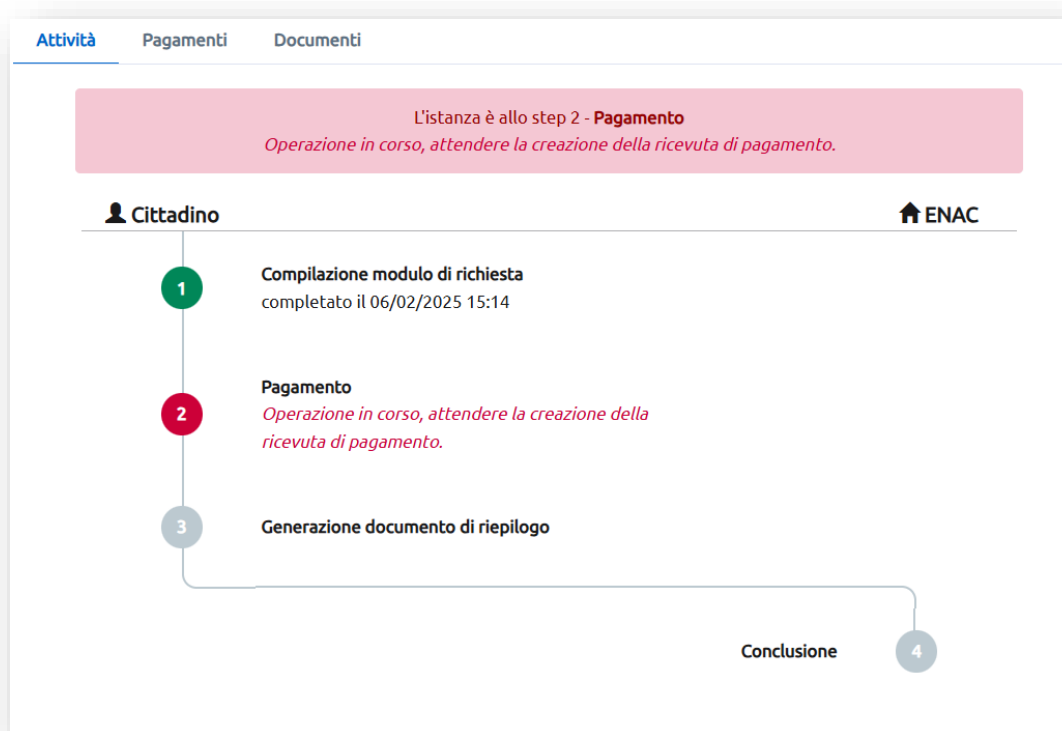 Attività Pagamenti Documenti
L'istanza è allo step 2 - Pagamento
Operazione in corso, attendere la creazione della ricevuta di pagamento.
Cittadino ENAC
1 Compilazione modulo di richiesta
completato il 06/02/2025 15:14
Pagamento
2 Operazione in corso, attendere la creazione della
ricevuta di pagamento.
3 Generazione documento di riepilogo
Conclusione 4